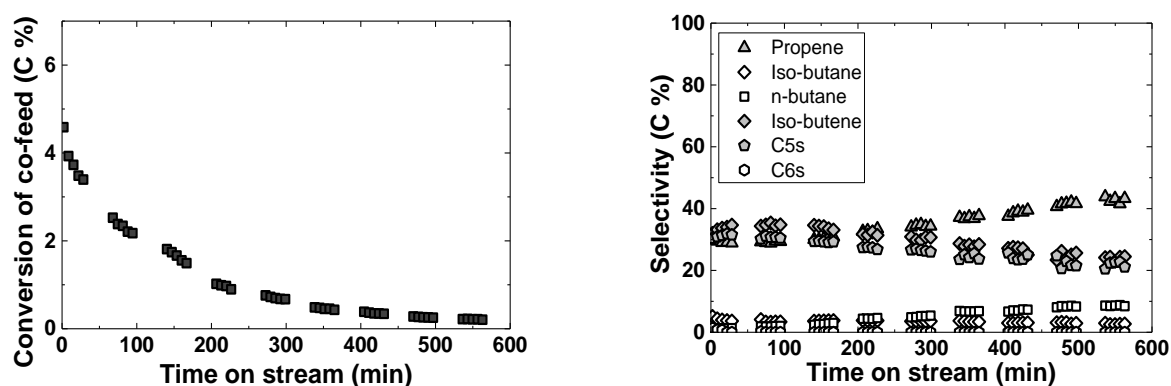 Conversion of co-feed (C %)
6
4
2
0
0 100 200 300 400 500 600
Time on stream (min)
Selectivity (C %)
100
80
60
40
20
0
Propene
Iso-butane
n-butane
Iso-butene
C5s
C6s
0 100 200 300 400 500 600
Time on stream (min)